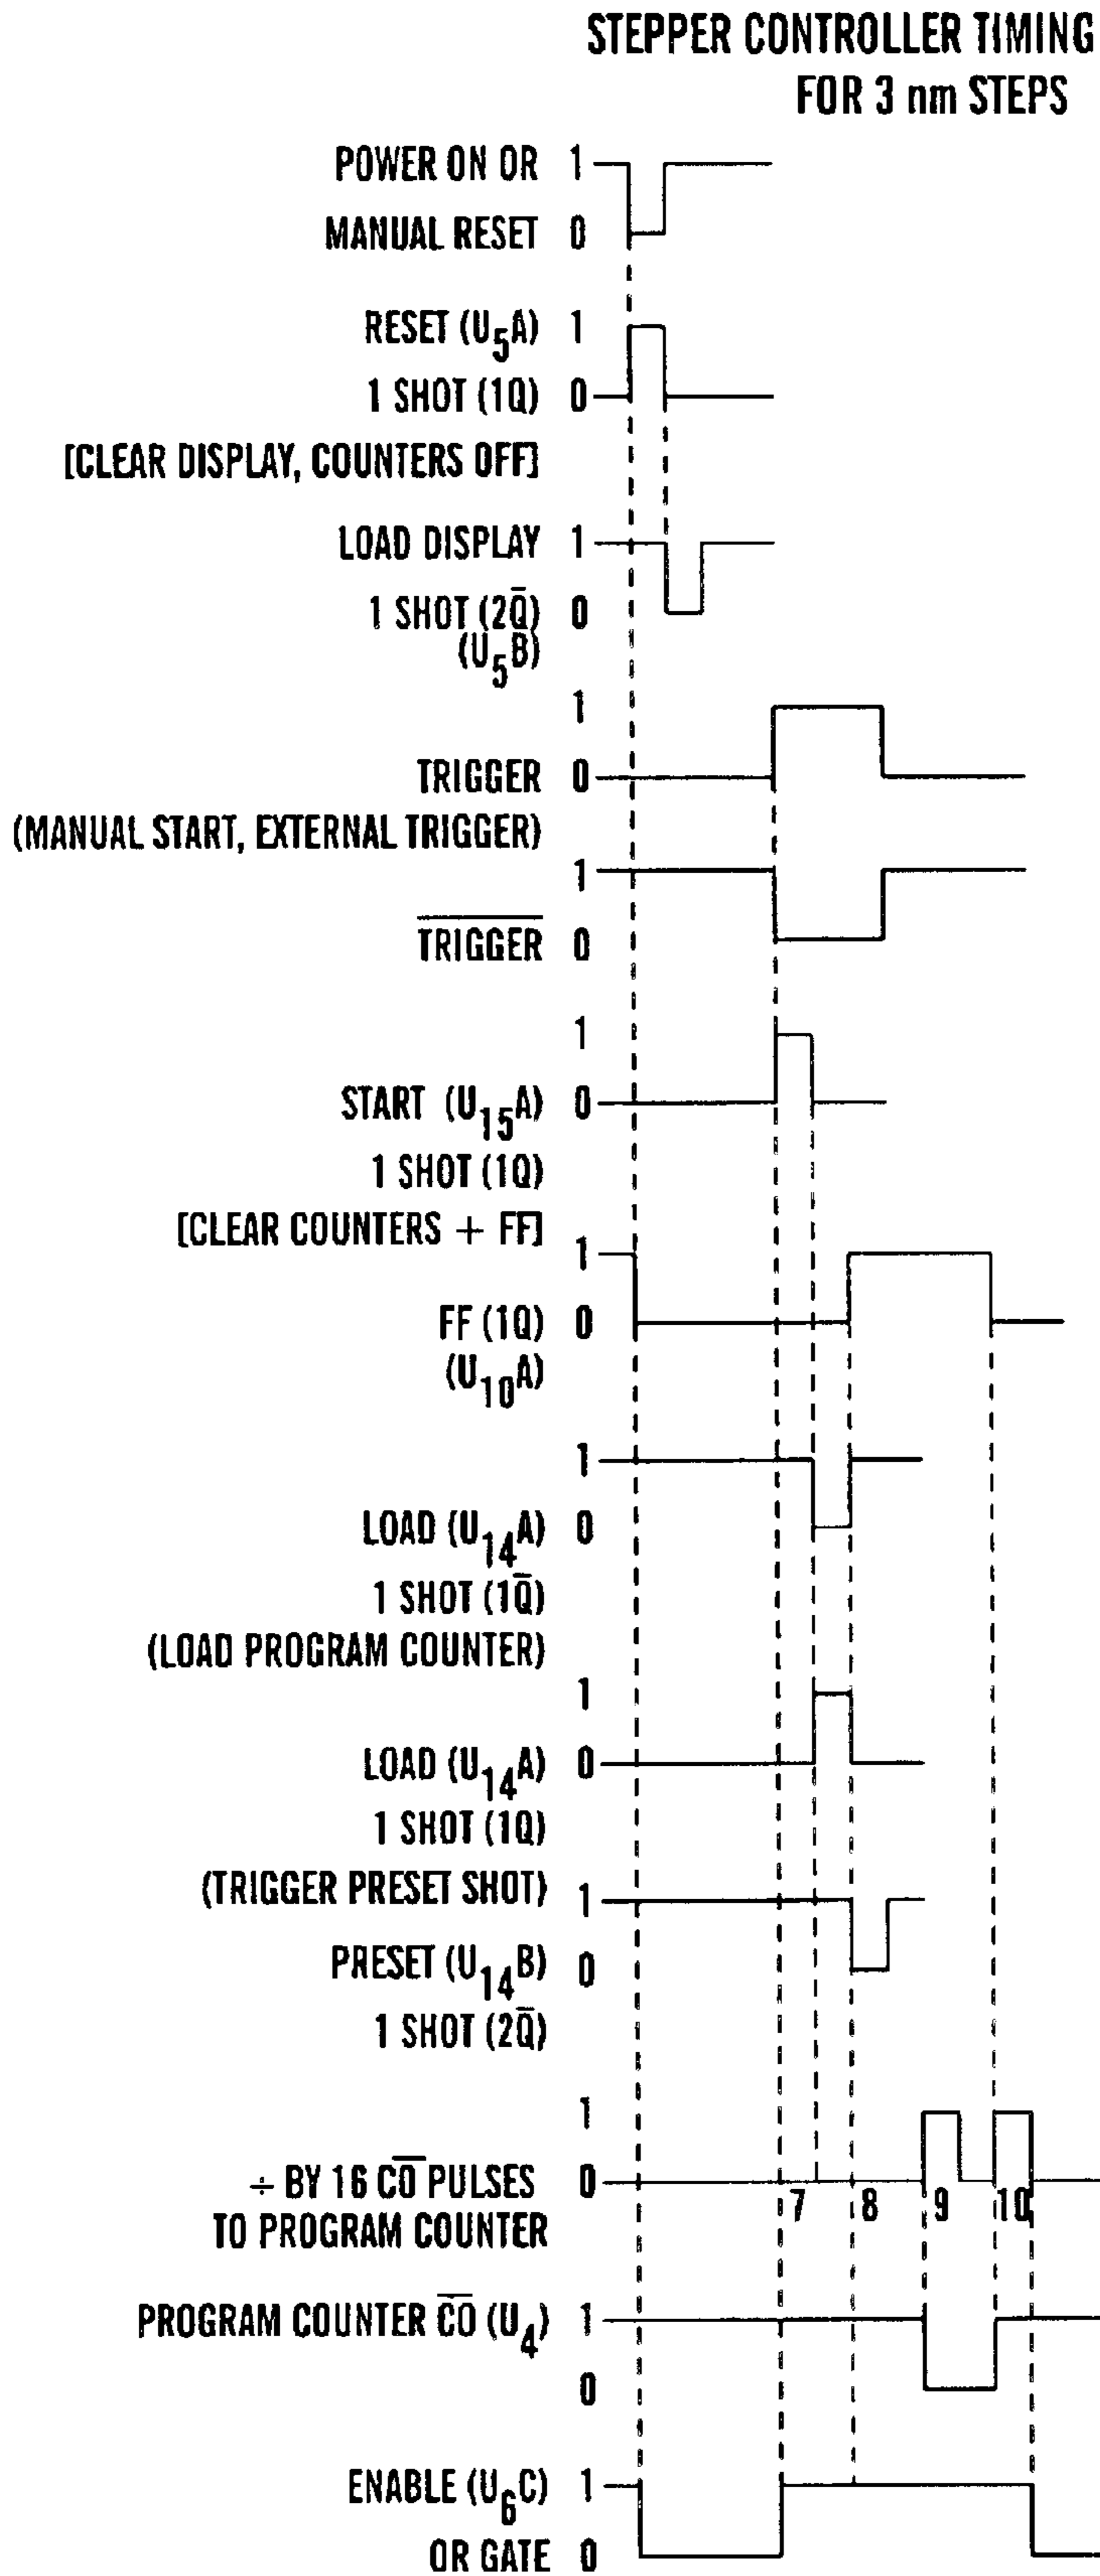 STEPPER CONTROLLER TIMING
FOR 3 nm STEPS
POWER ON OR 1
MANUAL RESET 0
RESET (U5A) 1
1 SHOT (1Q) 0
[CLEAR DISPLAY, COUNTERS OFF]
LOAD DISPLAY 1
1 SHOT (2Q̅) 0
(U5B)
1
TRIGGER 0
(MANUAL START, EXTERNAL TRIGGER)
1
T̅R̅I̅G̅G̅E̅R̅ 0
1
START (U15A) 0
1 SHOT (1Q)
[CLEAR COUNTERS + FF]
1
FF (1Q) 0
(U10A)
1
LOAD (U14A) 0
1 SHOT (1Q̅)
(LOAD PROGRAM COUNTER)
1
LOAD (U14A) 0
1 SHOT (1Q)
(TRIGGER PRESET SHOT) 1
PRESET (U14B) 0
1 SHOT (2Q̅)
1
÷ BY 16 C̅O̅ PULSES 0
7 8 9 10
TO PROGRAM COUNTER
PROGRAM COUNTER C̅O̅ (U4) 1
0
ENABLE (U6C) 1
OR GATE 0